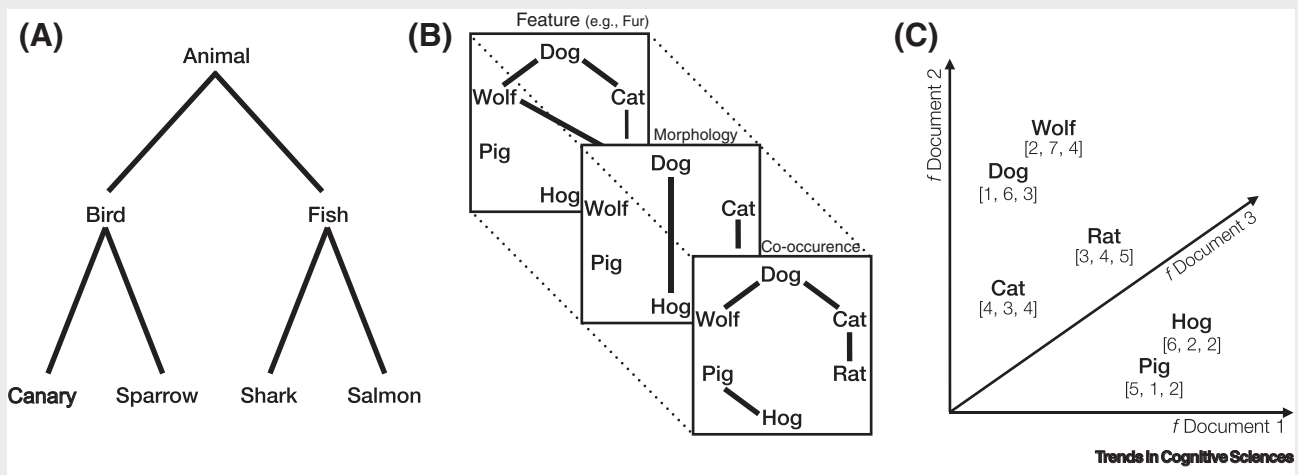 (A)
Animal
Bird Fish
Canary Sparrow Shark Salmon
(B)
Feature (e.g., Fur)
Dog
Wolf Cat
Pig
Hog
Morphology
Dog
Wolf Cat
Pig
Hog
Co-occurence
Dog
Wolf Cat
Pig Rat
Hog
(C)
f Document 2
Wolf
[2, 7, 4]
Dog
[1, 6, 3]
Rat
[3, 4, 5]
f Document 3
Cat
[4, 3, 4]
Hog
[6, 2, 2]
Pig
[5, 1, 2]
f Document 1
Trends in Cognitive Sciences